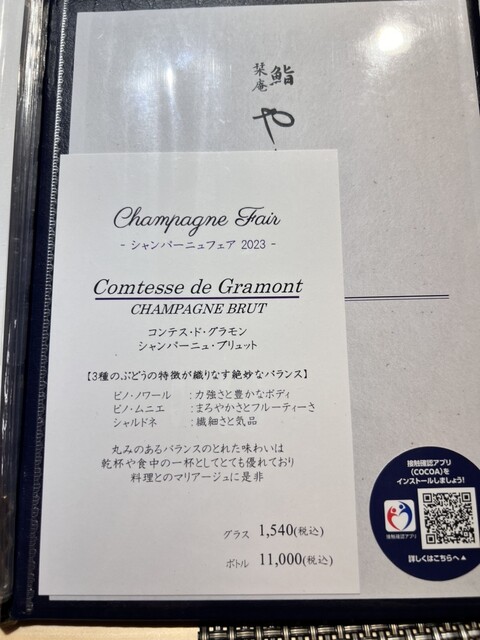 鮨
栞庵
や
Champagne Fair
- シャンパーニュフェア 2023 -
Comtesse de Gramont
CHAMPAGNE BRUT
コンテス・ド・グラモン
シャンパーニュ・ブリュット
【3種のぶどうの特徴が織りなす絶妙なバランス】
ピノ・ノワール :力強さと豊かなボディ
ピノ・ムニエ :まろやかさとフルーティーさ
シャルドネ :繊細さと気品
丸みのあるバランスのとれた味わいは
乾杯や食中の一杯としてとても優れており
料理とのマリアージュに是非
グラス 1,540(税込)
ボトル 11,000(税込)
接触確認アプリ
(COCOA)を
インストールしましょう!
接触確認アプリ
詳しくはこちらへ▲